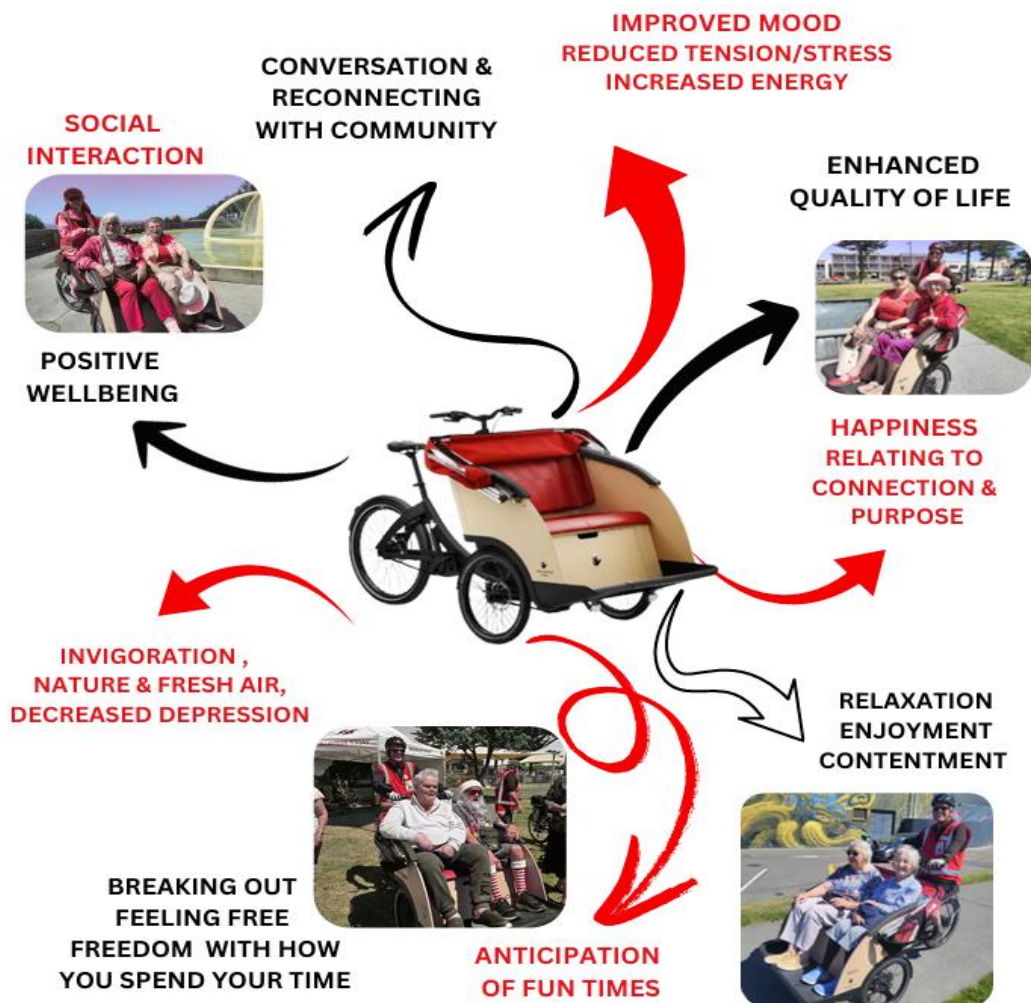 IMPROVED MOOD
REDUCED TENSION/STRESS
INCREASED ENERGY
CONVERSATION &
RECONNECTING
WITH COMMUNITY
SOCIAL
INTERACTION
ENHANCED
QUALITY OF LIFE
POSITIVE
WELLBEING
HAPPINESS
RELATING TO
CONNECTION &
PURPOSE
INVIGORATION ,
NATURE & FRESH AIR,
DECREASED DEPRESSION
RELAXATION
ENJOYMENT
CONTENTMENT
BREAKING OUT
FEELING FREE
FREEDOM WITH HOW
YOU SPEND YOUR TIME
ANTICIPATION
OF FUN TIMES